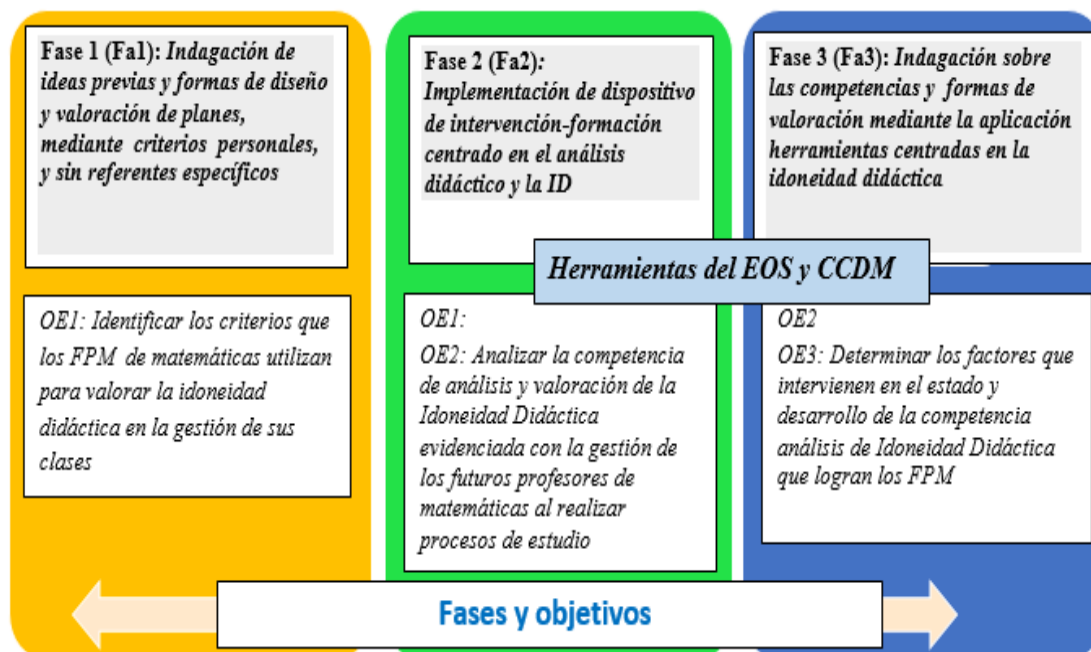 Fase 1 (Fa1): Indagación de
ideas previas y formas de diseño
y valoración de planes,
mediante criterios personales,
y sin referentes específicos
Fase 2 (Fa2):
Implementación de dispositivo
de intervención-formación
centrado en el análisis
didáctico y la ID
Fase 3 (Fa3): Indagación sobre
las competencias y formas de
valoración mediante la aplicación
herramientas centradas en la
idoneidad didáctica
Herramientas del EOS y CCDM
OE1: Identificar los criterios que
los FPM de matemáticas utilizan
para valorar la idoneidad
didáctica en la gestión de sus
clases
OE1:
OE2: Analizar la competencia
de análisis y valoración de la
Idoneidad Didáctica
evidenciada con la gestión de
los futuros profesores de
matemáticas al realizar
procesos de estudio
OE2
OE3: Determinar los factores que
intervienen en el estado y
desarrollo de la competencia
análisis de Idoneidad Didáctica
que logran los FPM
Fases y objetivos